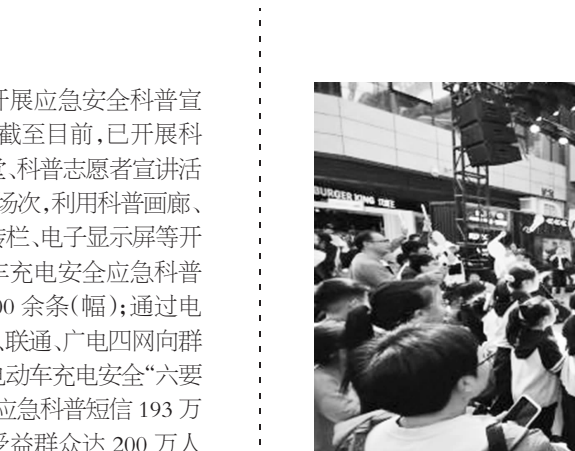 开展应急安全科普宣
截至目前,已开展科
、科普志愿者宣讲活
场次,利用科普画廊、
栏、电子显示屏等开
车充电安全应急科普
00 余条(幅);通过电
、联通、广电四网向群
电动车充电安全“六要
应急科普短信 193 万
受益群众达 200 万人
BURGER KING